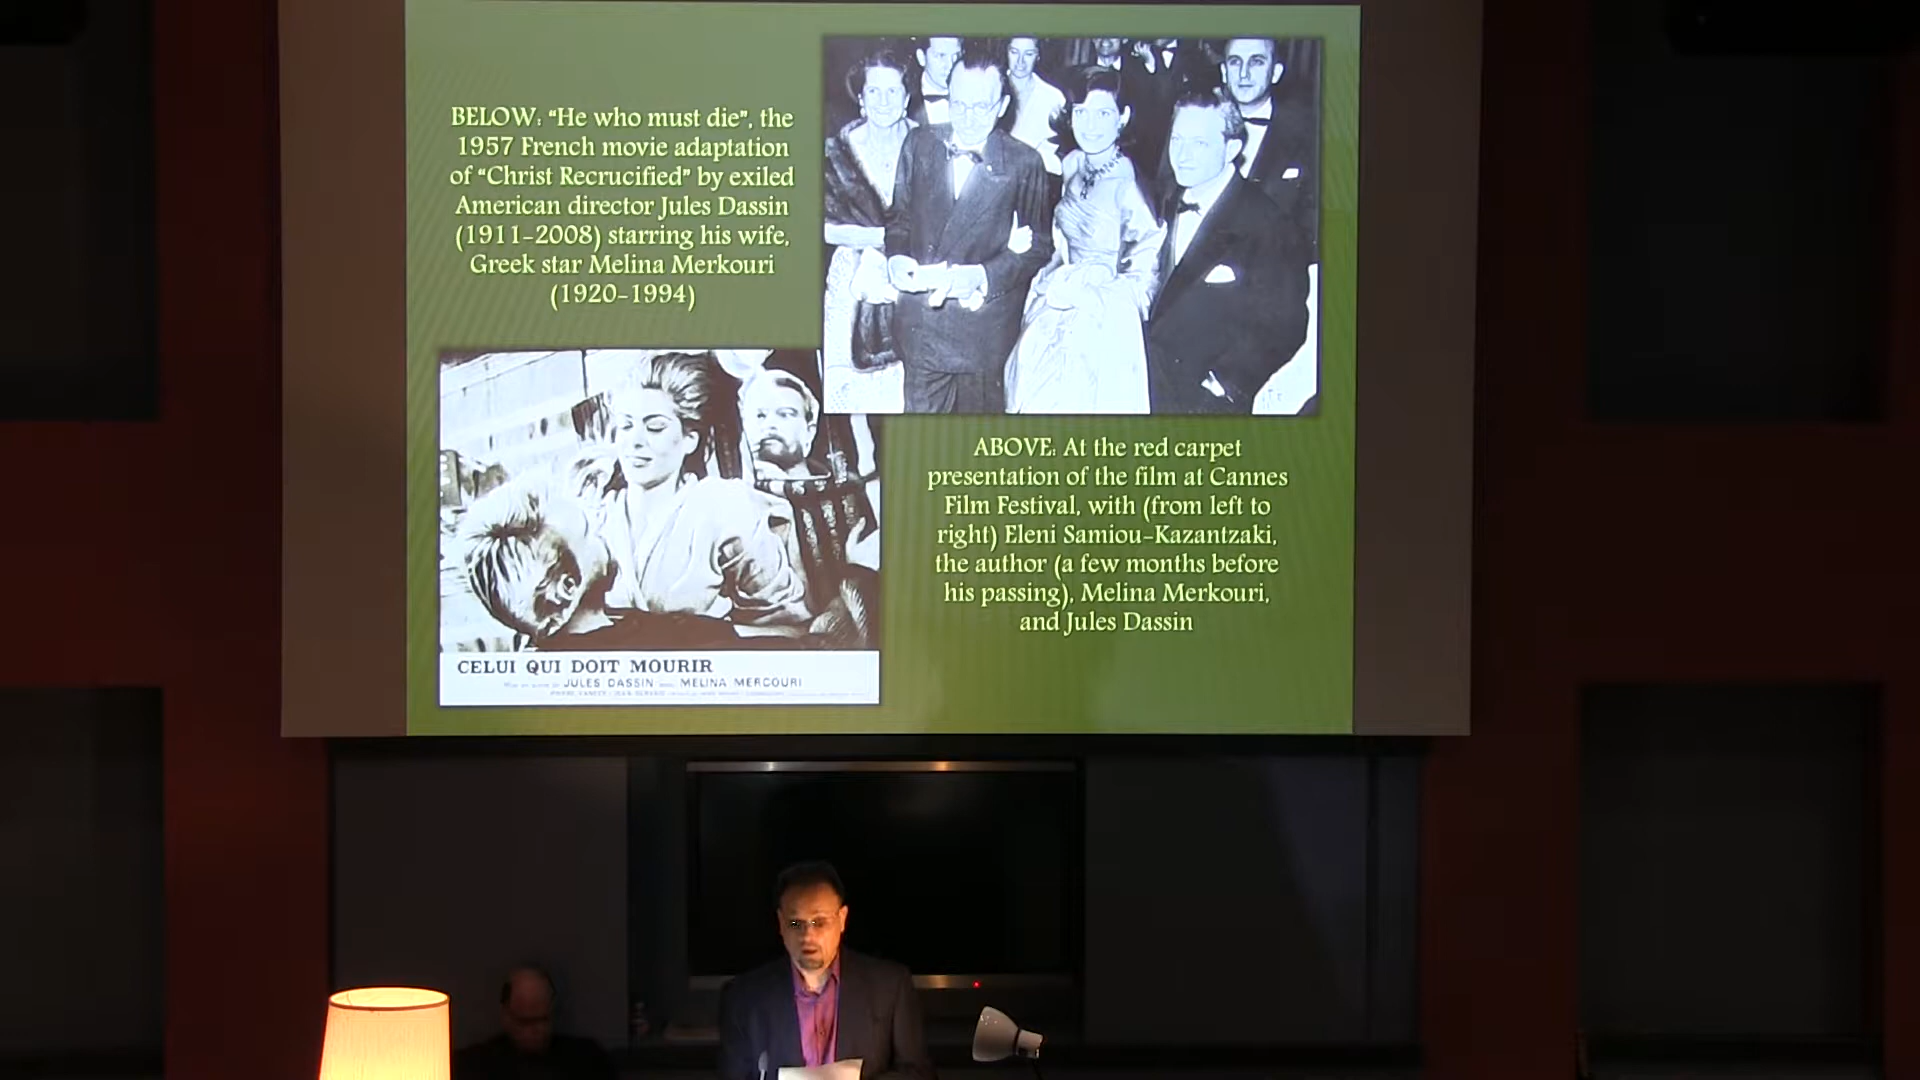 BELOW: "He who must die", the
1957 French movie adaptation
of "Christ Recrucified" by exiled
American director Jules Dassin
(1911-2008) starring his wife,
Greek star Melina Merkouri
(1920-1994)
ABOVE: At the red carpet
presentation of the film at Cannes
Film Festival, with (from left to
right) Eleni Samiou-Kazantzaki,
the author (a few months before
his passing), Melina Merkouri,
and Jules Dassin
CELUI QUI DOIT MOURIR
JULES DASSIN MELINA MERCOURI